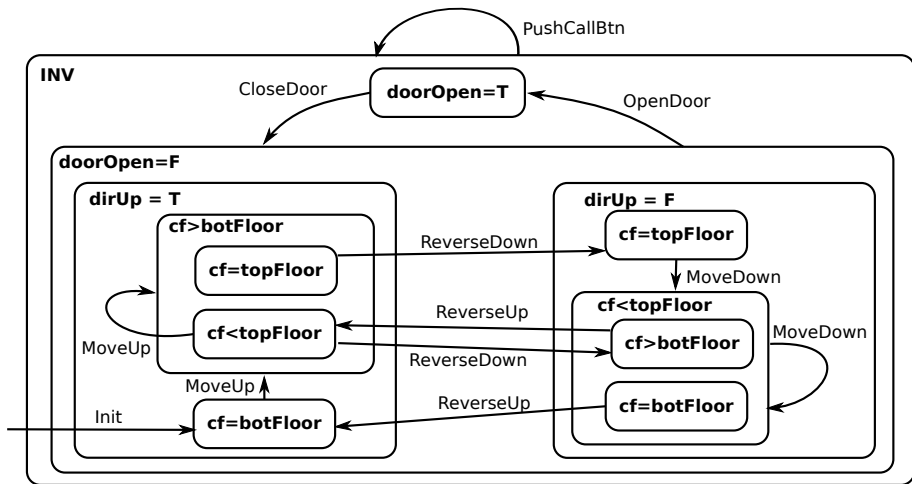 PushCallBtn
INV
CloseDoor
doorOpen=T
OpenDoor
doorOpen=F
dirUp = T
dirUp = F
cf>botFloor
cf=topFloor
ReverseDown
cf=topFloor
MoveDown
cf<topFloor
ReverseUp
cf<topFloor
MoveUp
cf>botFloor
MoveDown
ReverseDown
MoveUp
Init
cf=botFloor
ReverseUp
cf=botFloor